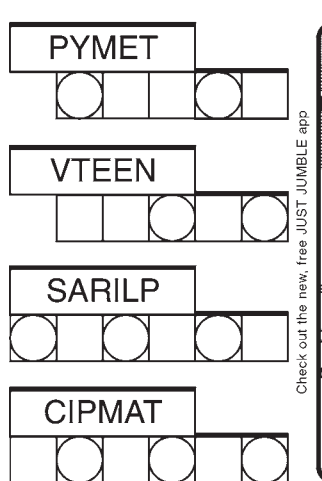 PYMET
VTEEN
SARILP
CIPMAT
Check out the new, free JUST JUMBLE app